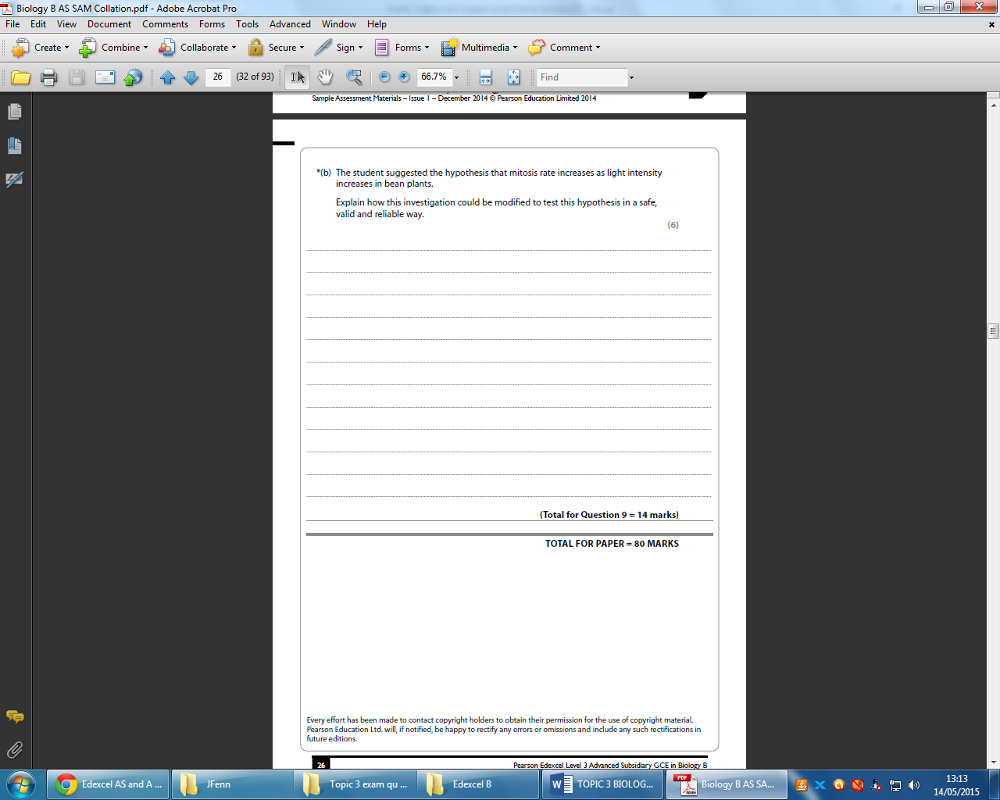 Biology B AS SAM Collation.pdf - Adobe Acrobat Pro
File Edit View Document Comments Forms Tools Advanced Window Help
Create Combine Collaborate Secure Sign Forms Multimedia Comment
26 (32 of 93) 66.7% Find
Sample Assessment Materials – Issue 1 – December 2014 © Pearson Education Limited 2014
*(b) The student suggested the hypothesis that mitosis rate increases as light intensity
increases in bean plants.
Explain how this investigation could be modified to test this hypothesis in a safe,
valid and reliable way.
(6)
(Total for Question 9 = 14 marks)
TOTAL FOR PAPER = 80 MARKS
Every effort has been made to contact copyright holders to obtain their permission for the use of copyright material.
Pearson Education Ltd. will, if notified, be happy to rectify any errors or omissions and include any such rectifications in
future editions.
26 Pearson Edexcel Level 3 Advanced Subsidiary GCE in Biology B
Edexcel AS and A ... JFenn Topic 3 exam qu ... Edexcel B TOPIC 3 BIOLOG... Biology B AS SA...
13:13
14/05/2015